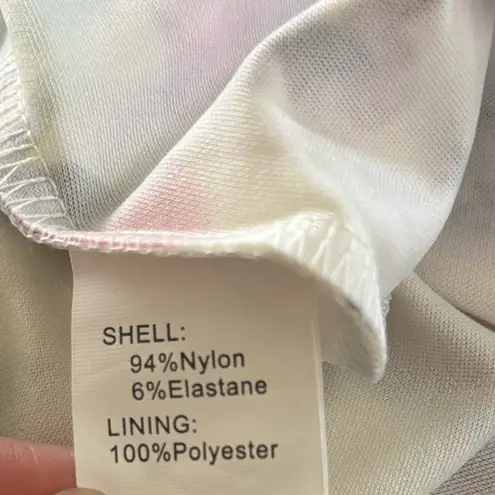 SHELL:
94%Nylon
6%Elastane
LINING:
100%Polyester